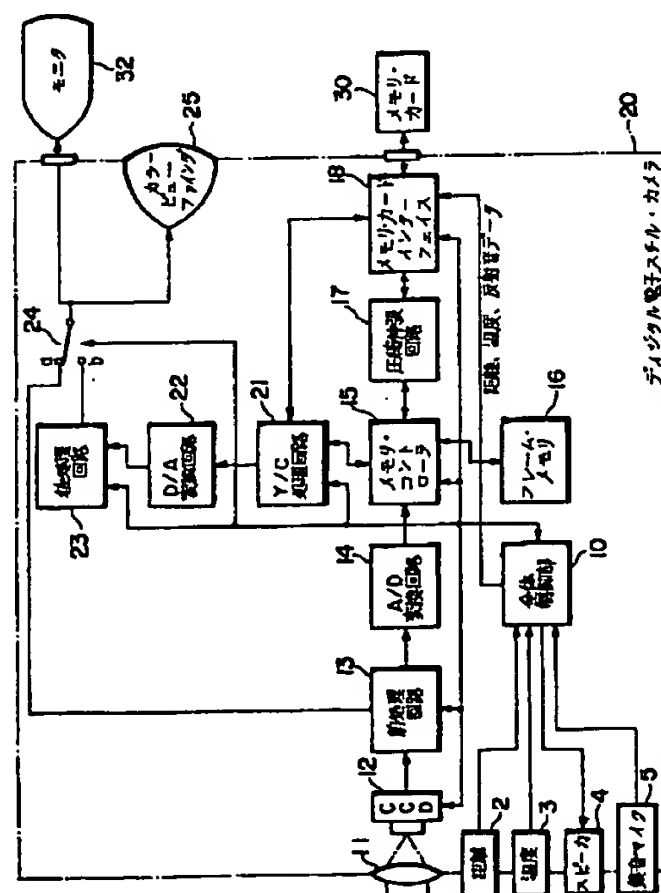 モニタ
32
カラー
ビュー
ファインダ
25
24
a
b
後処理
回路
23
D/A
変換回路
22
Y/C
処理回路
21
メモリ・カード
30
メモリ・カード
インター
フェイス
18
圧縮伸張
回路
17
メモリ・
コント
ローラ
15
フレーム・
メモリ
16
A/D
変換回路
14
前処理
回路
13
CCD
12
11
全体
制御部
10
距離、温度、反射音データ
距離
2
温度
3
スピーカ
4
集音マイク
5
20
ディジタル電子スチル・カメラ